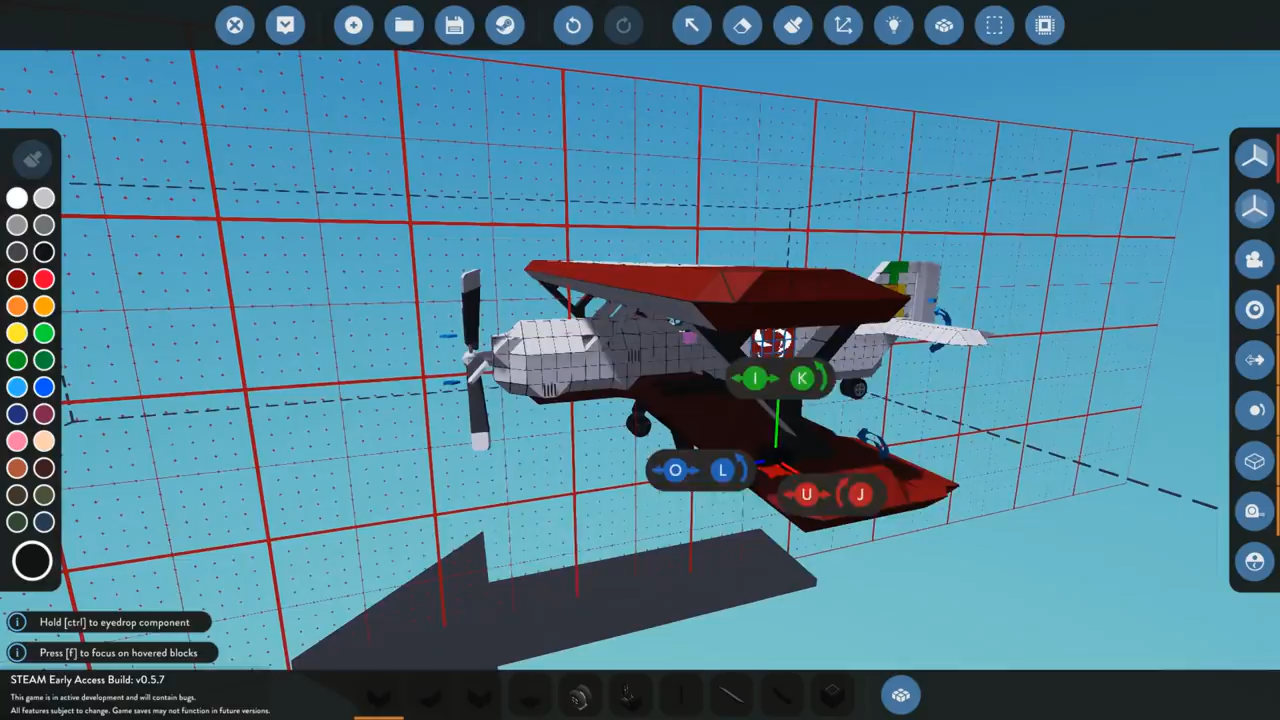 I K
O L
U J
Hold [ctrl] to eyedrop component
Press [f] to focus on hovered blocks
STEAM Early Access Build: v0.5.7
This game is in active development and will contain bugs.
All features subject to change. Game saves may not function in future versions.